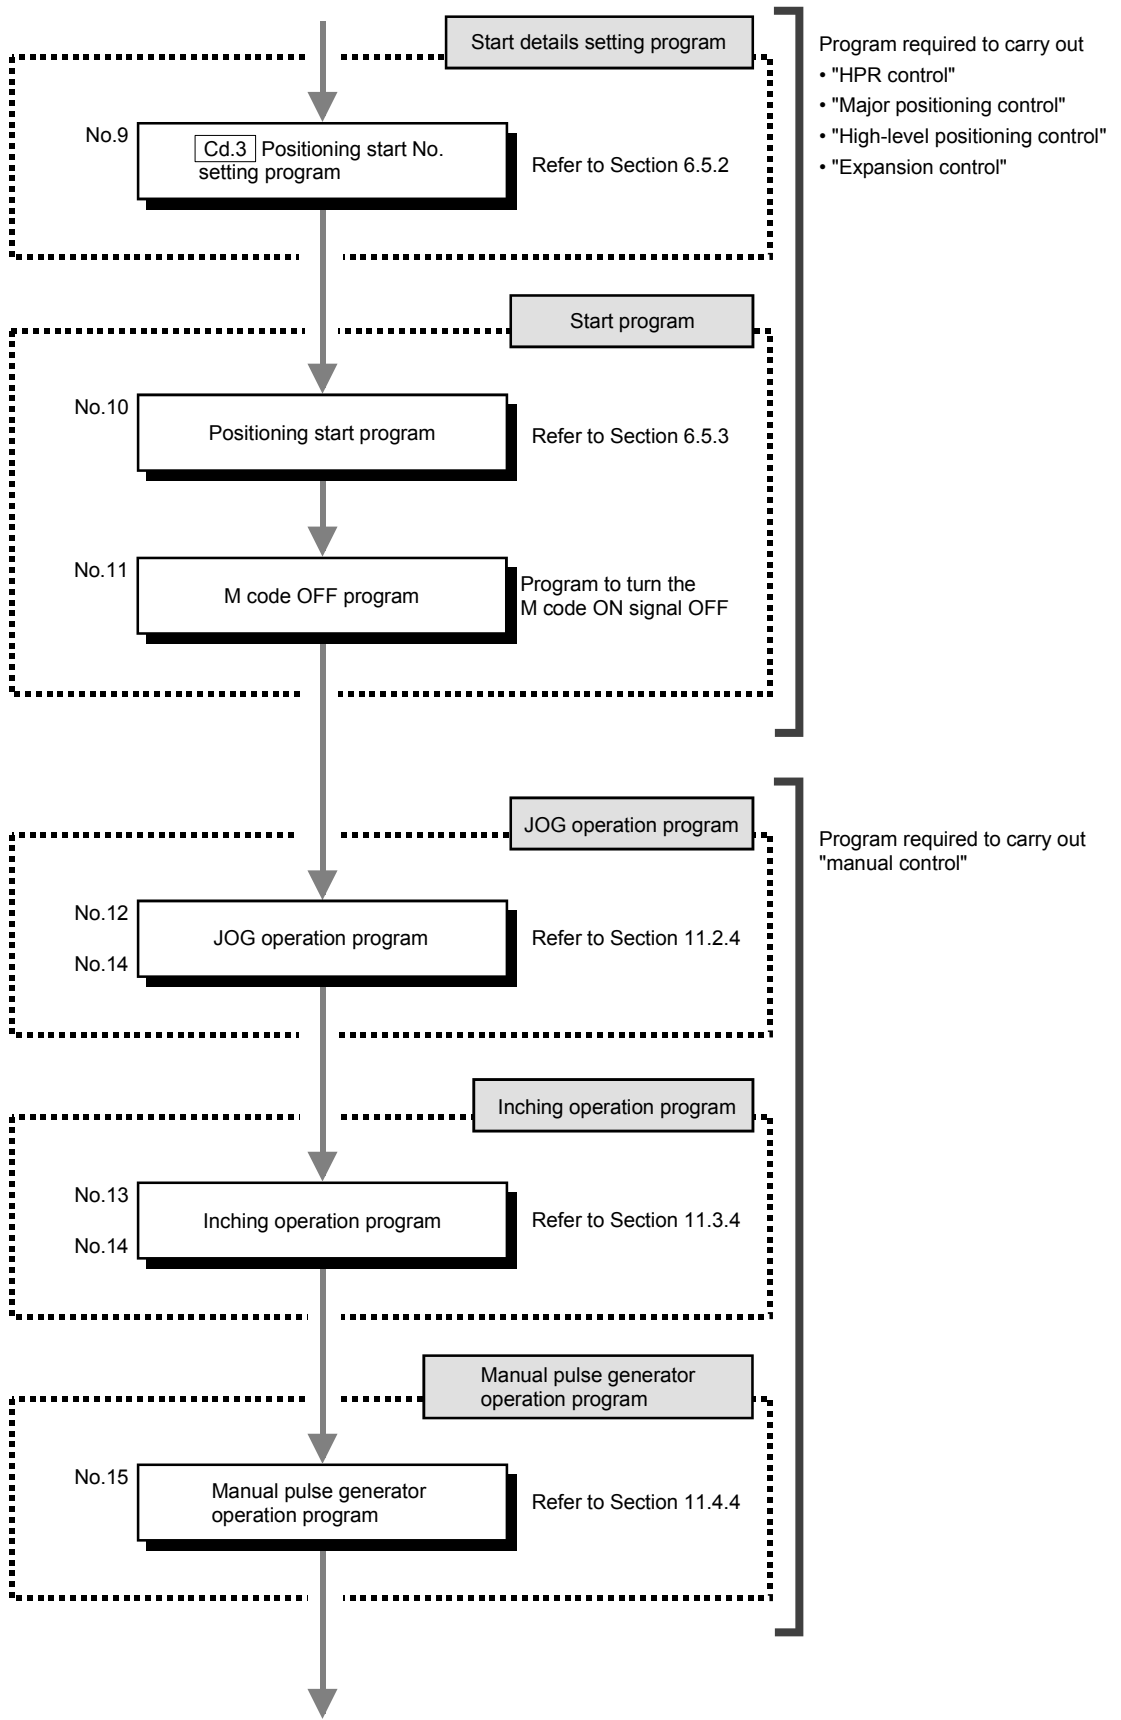 Start details setting program
Program required to carry out
• "HPR control"
• "Major positioning control"
• "High-level positioning control"
• "Expansion control"
No.9
Cd.3 Positioning start No.
setting program
Refer to Section 6.5.2
Start program
No.10
Positioning start program
Refer to Section 6.5.3
No.11
M code OFF program
Program to turn the
M code ON signal OFF
JOG operation program
Program required to carry out
"manual control"
No.12
JOG operation program
No.14
Refer to Section 11.2.4
Inching operation program
No.13
Inching operation program
No.14
Refer to Section 11.3.4
Manual pulse generator
operation program
No.15
Manual pulse generator
operation program
Refer to Section 11.4.4